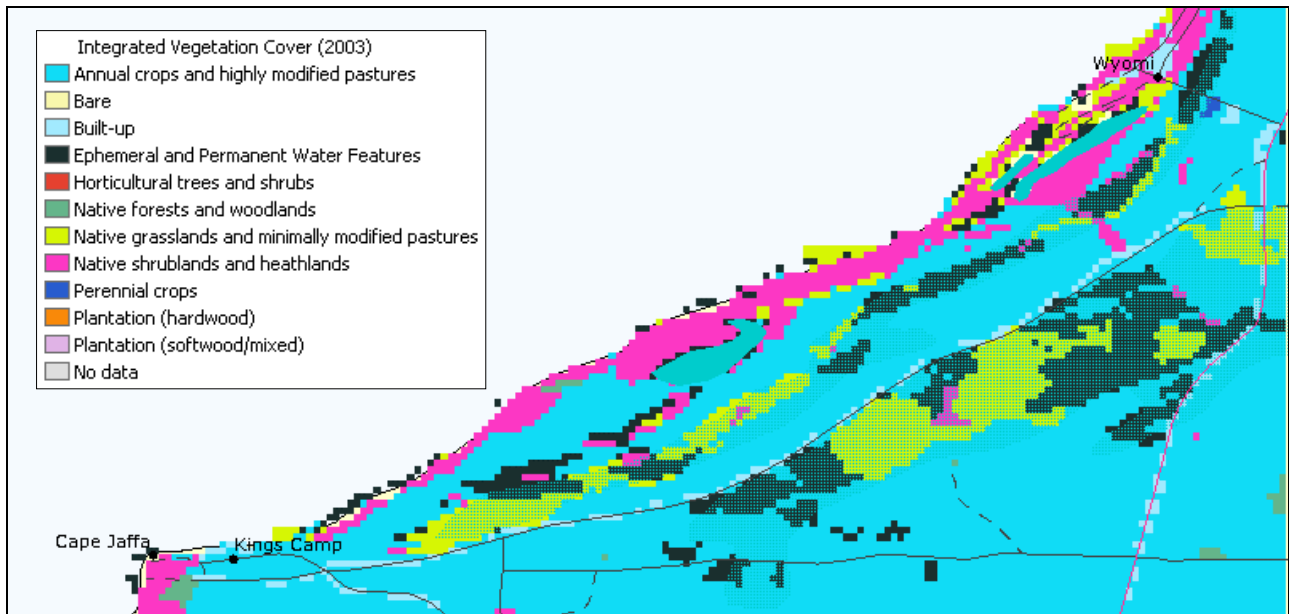 Integrated Vegetation Cover (2003)
Annual crops and highly modified pastures
Bare
Built-up
Ephemeral and Permanent Water Features
Horticultural trees and shrubs
Native forests and woodlands
Native grasslands and minimally modified pastures
Native shrublands and heathlands
Perennial crops
Plantation (hardwood)
Plantation (softwood/mixed)
No data
Wyomi
Cape Jaffa
Kings Camp